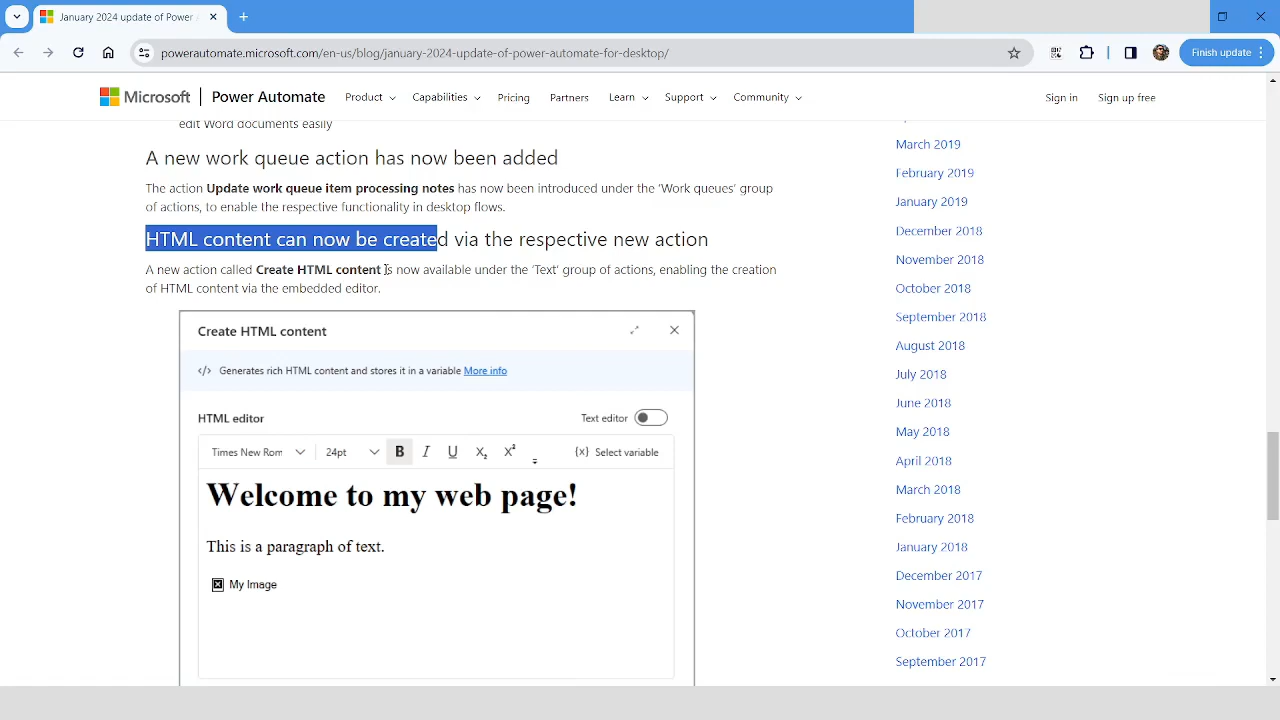 January 2024 update of Power A
powerautomate.microsoft.com/en-us/blog/january-2024-update-of-power-automate-for-desktop/
Finish update
Microsoft
Power Automate
Product
Capabilities
Pricing
Partners
Learn
Support
Community
Sign in
Sign up free
edit Word documents easily
A new work queue action has now been added
The action Update work queue item processing notes has now been introduced under the ‘Work queues’ group
of actions, to enable the respective functionality in desktop flows.
HTML content can now be created via the respective new action
A new action called Create HTML content is now available under the ‘Text’ group of actions, enabling the creation
of HTML content via the embedded editor.
Create HTML content
</> Generates rich HTML content and stores it in a variable More info
HTML editor
Text editor
Times New Rom
24pt
B
I
U
X₂
X²
{x} Select variable
Welcome to my web page!
This is a paragraph of text.
My Image
March 2019
February 2019
January 2019
December 2018
November 2018
October 2018
September 2018
August 2018
July 2018
June 2018
May 2018
April 2018
March 2018
February 2018
January 2018
December 2017
November 2017
October 2017
September 2017